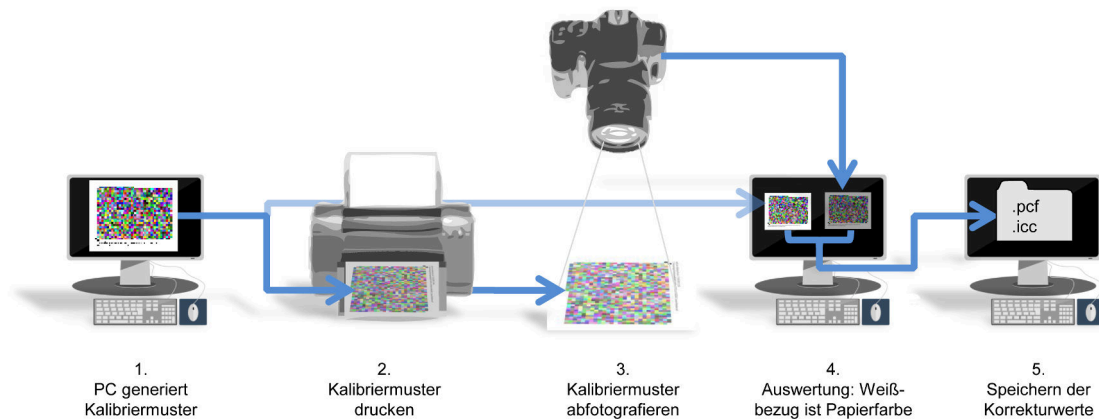 .pcf
.icc
1.
PC generiert
Kalibriermuster
2.
Kalibriermuster
drucken
3.
Kalibriermuster
abfotografieren
4.
Auswertung: Weiß-
bezug ist Papierfarbe
5.
Speichern der
Korrekturwerte